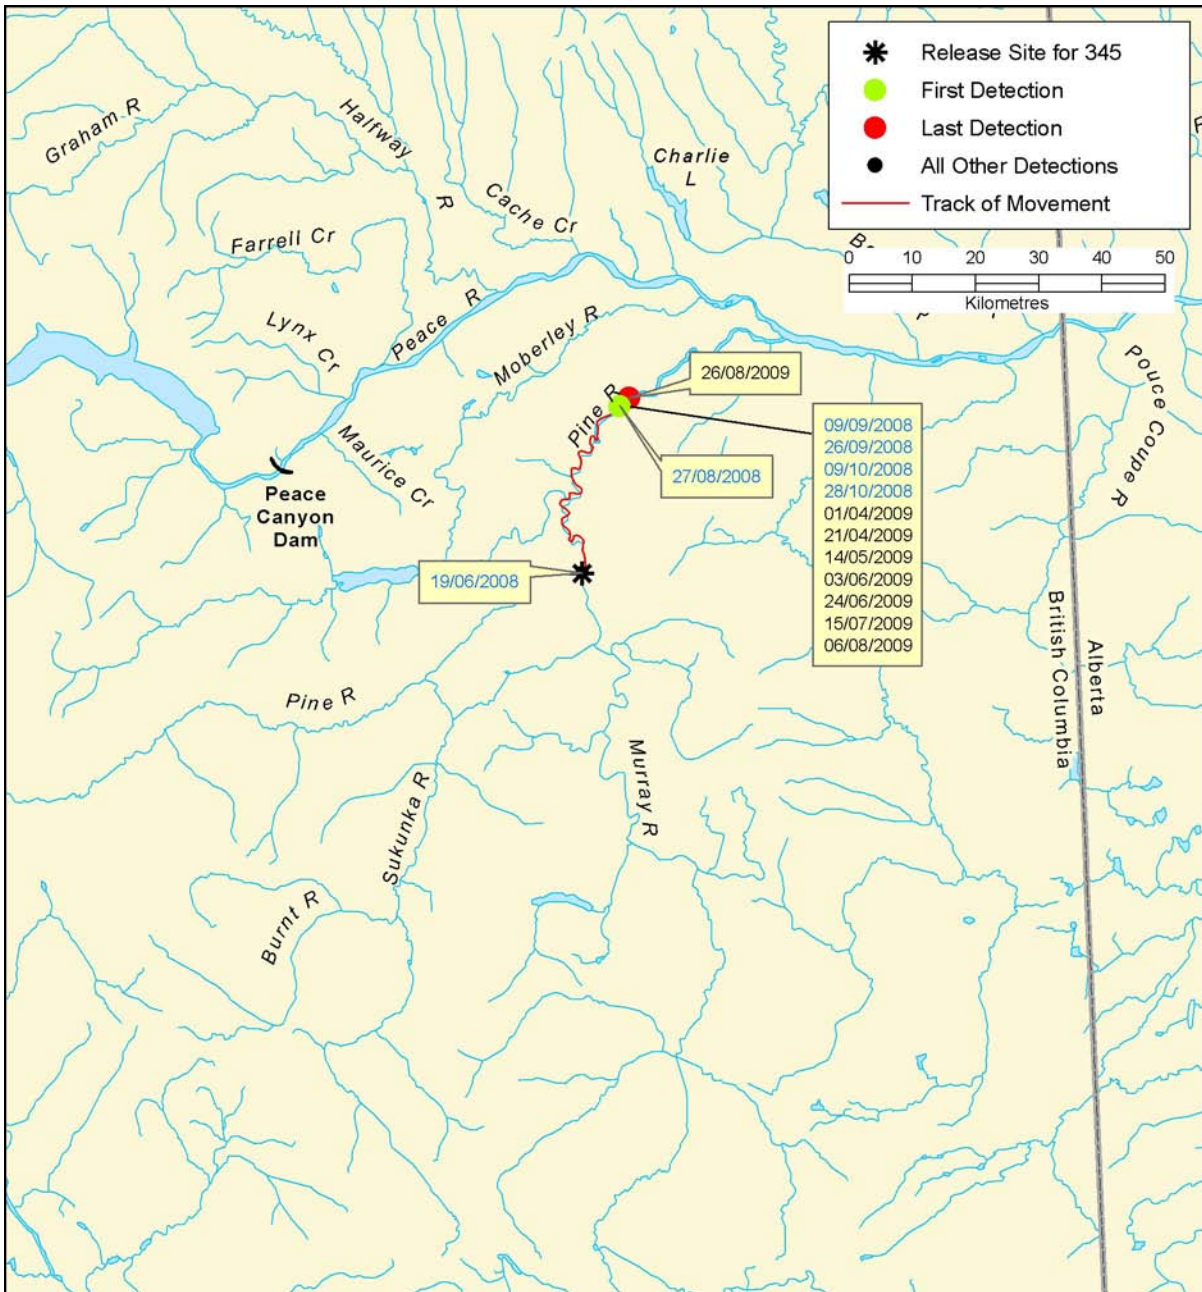 Release Site for 345
First Detection
Last Detection
All Other Detections
Track of Movement
0 10 20 30 40 50
Kilometres
Graham R
Halfway
R
Charlie
L
Cache Cr
Farrell Cr
Peace R
Lynx Cr
Moberley R
Maurice Cr
Pine R
26/08/2009
27/08/2008
09/09/2008
26/09/2008
09/10/2008
28/10/2008
01/04/2009
21/04/2009
14/05/2009
03/06/2009
24/06/2009
15/07/2009
06/08/2009
Pouce Coupe R
Peace
Canyon
Dam
19/06/2008
British Columbia
Alberta
Pine R
Murray R
Sukunka R
Burnt R